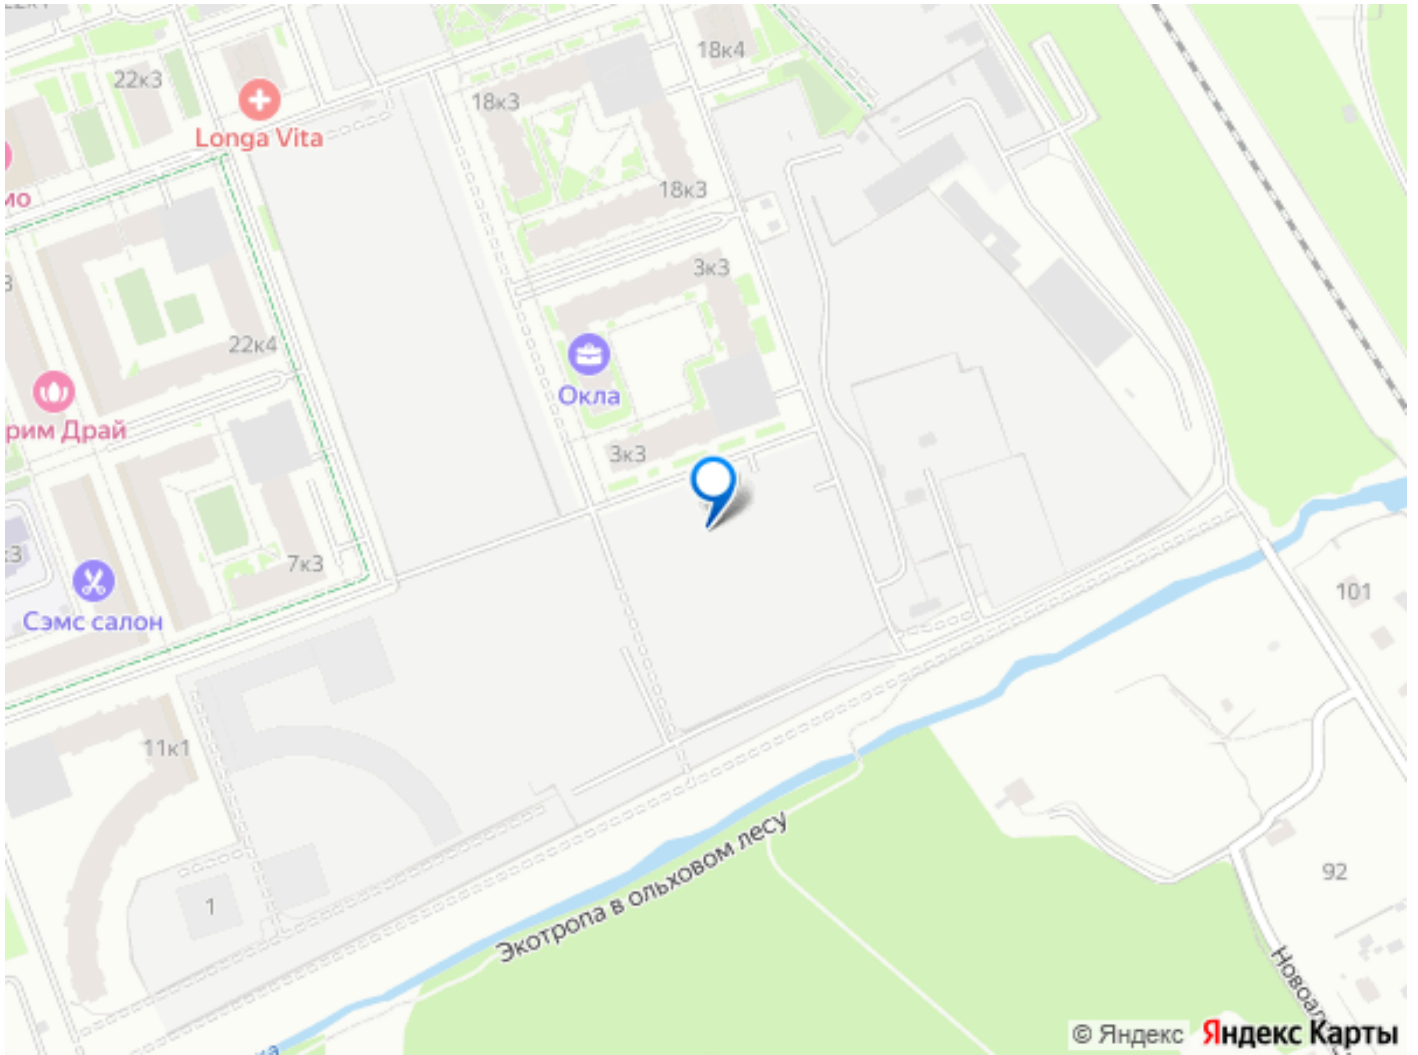 18к4
22к3
18к3
Longa Vita
18к3
3к3
22к4
Окла
рим Драй
3к3
7к3
Сэмс салон
101
11к1
Экотропа в ольховом лесу
92
1
© Яндекс
Яндекс Карты